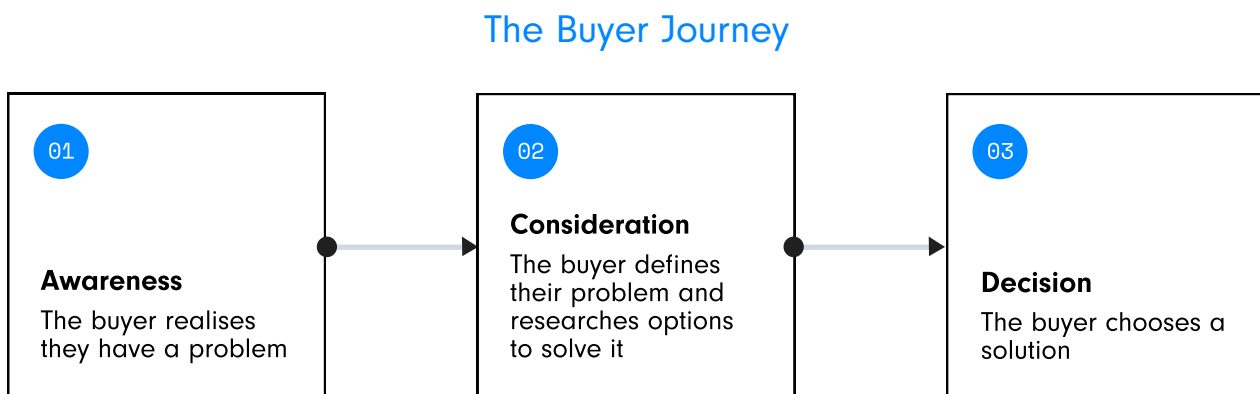 The Buyer Journey
01
Awareness
The buyer realises
they have a problem
02
Consideration
The buyer defines
their problem and
researches options
to solve it
03
Decision
The buyer chooses a
solution